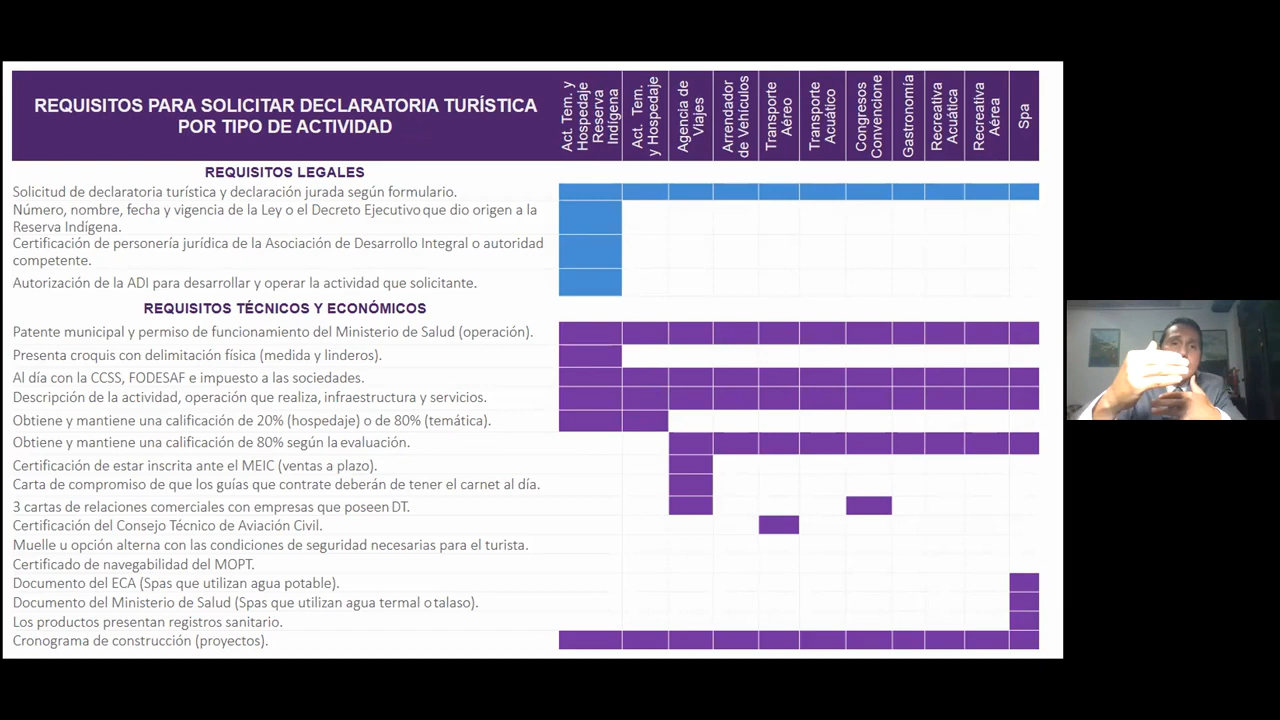 REQUISITOS PARA SOLICITAR DECLARATORIA TURÍSTICA
POR TIPO DE ACTIVIDAD
Act. Tem. y
Hospedaje
Reserva
Indígena
Act. Tem.
y Hospedaje
Agencia de
Viajes
Arrendador
de Vehículos
Transporte
Aéreo
Transporte
Acuático
Congresos
Convencione
Gastronomía
Recreativa
Acuática
Recreativa
Aérea
Spa
REQUISITOS LEGALES
Solicitud de declaratoria turística y declaración jurada según formulario.
Número, nombre, fecha y vigencia de la Ley o el Decreto Ejecutivo que dio origen a la
Reserva Indígena.
Certificación de personería jurídica de la Asociación de Desarrollo Integral o autoridad
competente.
Autorización de la ADI para desarrollar y operar la actividad que solicitante.
REQUISITOS TÉCNICOS Y ECONÓMICOS
Patente municipal y permiso de funcionamiento del Ministerio de Salud (operación).
Presenta croquis con delimitación física (medida y linderos).
Al día con la CCSS, FODESAF e impuesto a las sociedades.
Descripción de la actividad, operación que realiza, infraestructura y servicios.
Obtiene y mantiene una calificación de 20% (hospedaje) o de 80% (temática).
Obtiene y mantiene una calificación de 80% según la evaluación.
Certificación de estar inscrita ante el MEIC (ventas a plazo).
Carta de compromiso de que los guías que contrate deberán de tener el carnet al día.
3 cartas de relaciones comerciales con empresas que poseen DT.
Certificación del Consejo Técnico de Aviación Civil.
Muelle u opción alterna con las condiciones de seguridad necesarias para el turista.
Certificado de navegabilidad del MOPT.
Documento del ECA (Spas que utilizan agua potable).
Documento del Ministerio de Salud (Spas que utilizan agua termal o talaso).
Los productos presentan registros sanitario.
Cronograma de construcción (proyectos).